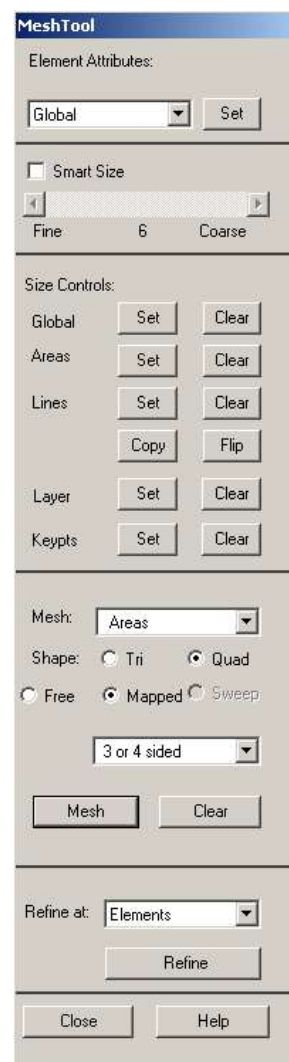 MeshTool
Element Attributes:
Global Set
Smart Size
Fine 6 Coarse
Size Controls:
Global Set Clear
Areas Set Clear
Lines Set Clear
Copy Flip
Layer Set Clear
Keypts Set Clear
Mesh: Areas
Shape: Tri Quad
Free Mapped Sweep
3 or 4 sided
Mesh Clear
Refine at: Elements
Refine
Close Help